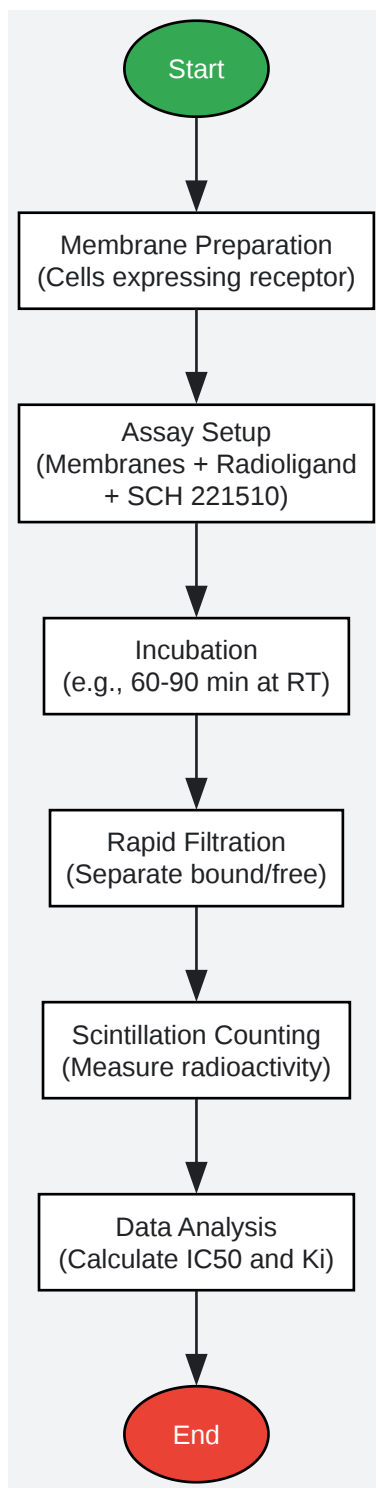 Start
Membrane Preparation
(Cells expressing receptor)
Assay Setup
(Membranes + Radioligand
+ SCH 221510)
Incubation
(e.g., 60-90 min at RT)
Rapid Filtration
(Separate bound/free)
Scintillation Counting
(Measure radioactivity)
Data Analysis
(Calculate IC50 and Ki)
End